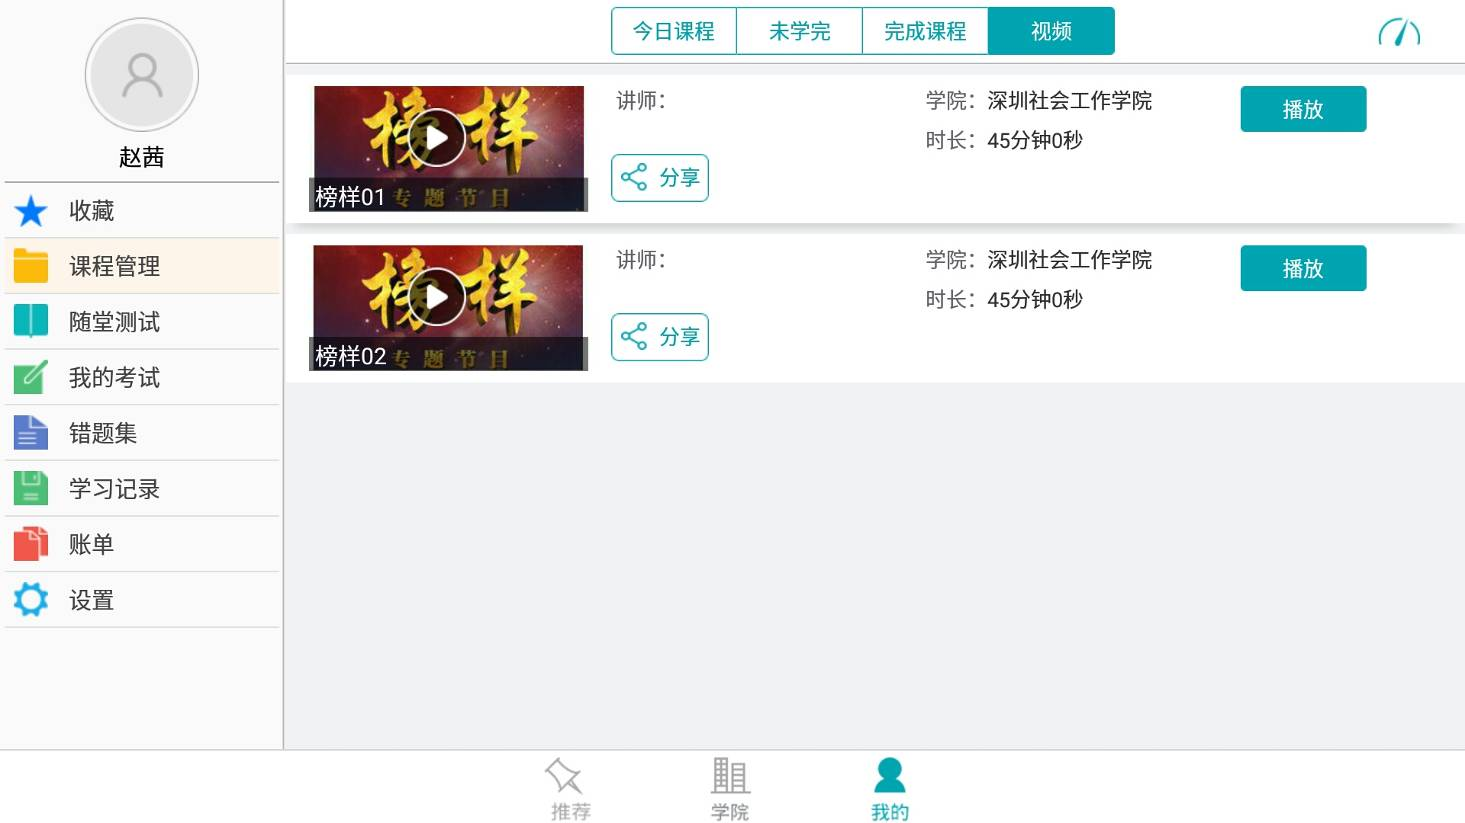 赵茜
收藏
课程管理
随堂测试
我的考试
错题集
学习记录
账单
设置
今日课程 未学完 完成课程 视频
榜样
专题节目
榜样01
讲师：
分享
学院：深圳社会工作学院
时长：45分钟0秒
播放
榜样
专题节目
榜样02
讲师：
分享
学院：深圳社会工作学院
时长：45分钟0秒
播放
推荐 学院 我的